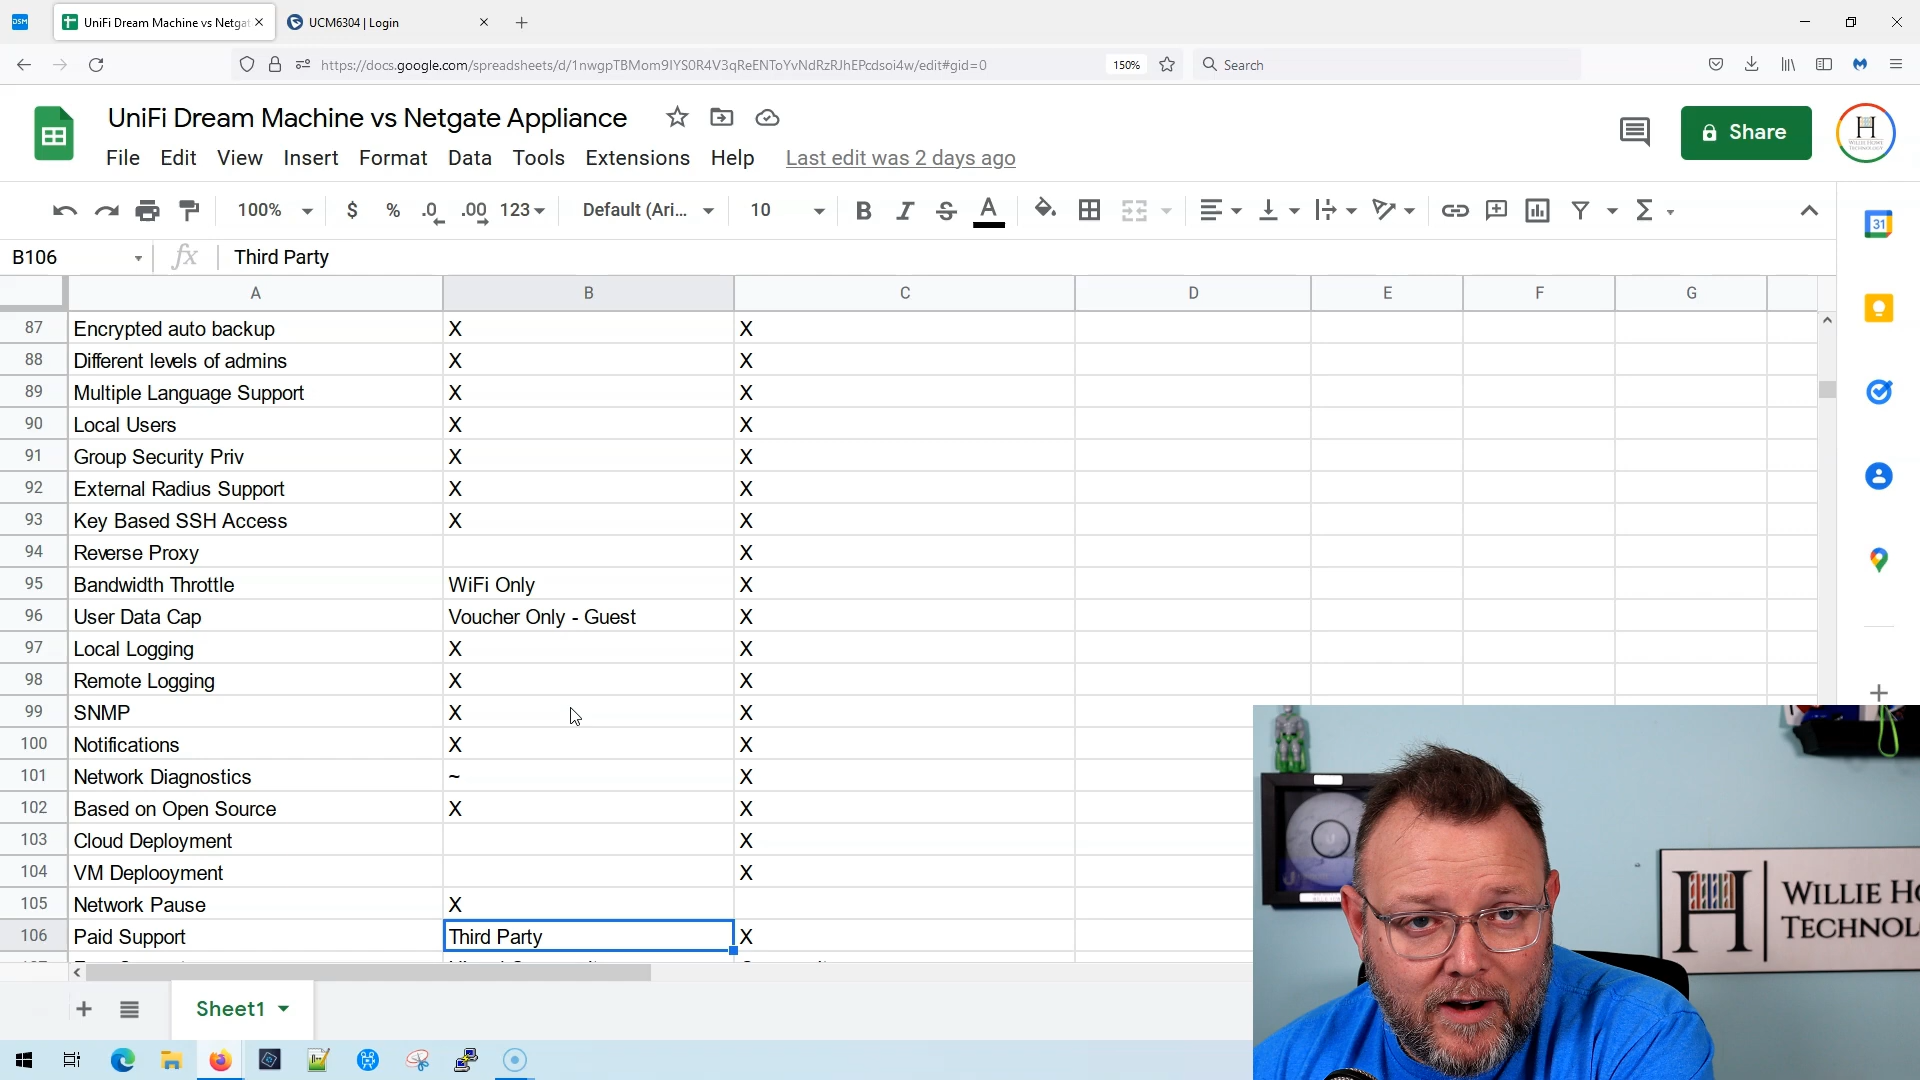 DSM
UniFi Dream Machine vs Netgat
UCM6304 | Login
https://docs.google.com/spreadsheets/d/1nwgpTBMom9IYS0R4V3qReENToYvNdRzRJhEPcdsoi4w/edit#gid=0
150%
Search
UniFi Dream Machine vs Netgate Appliance
Share
H
File Edit View Insert Format Data Tools Extensions Help Last edit was 2 days ago
100% $ % .0 .00 123 Default (Ari... 10 B I S A
31
B106 fx Third Party
A B C D E F G
87 Encrypted auto backup X X
88 Different levels of admins X X
89 Multiple Language Support X X
90 Local Users X X
91 Group Security Priv X X
92 External Radius Support X X
93 Key Based SSH Access X X
94 Reverse Proxy X
95 Bandwidth Throttle WiFi Only X
96 User Data Cap Voucher Only - Guest X
97 Local Logging X X
98 Remote Logging X X
99 SNMP X X
100 Notifications X X
101 Network Diagnostics ~ X
102 Based on Open Source X X
103 Cloud Deployment X
104 VM Deplooyment X
105 Network Pause X
106 Paid Support Third Party X
Sheet1
H WILLIE HO
TECHNOL